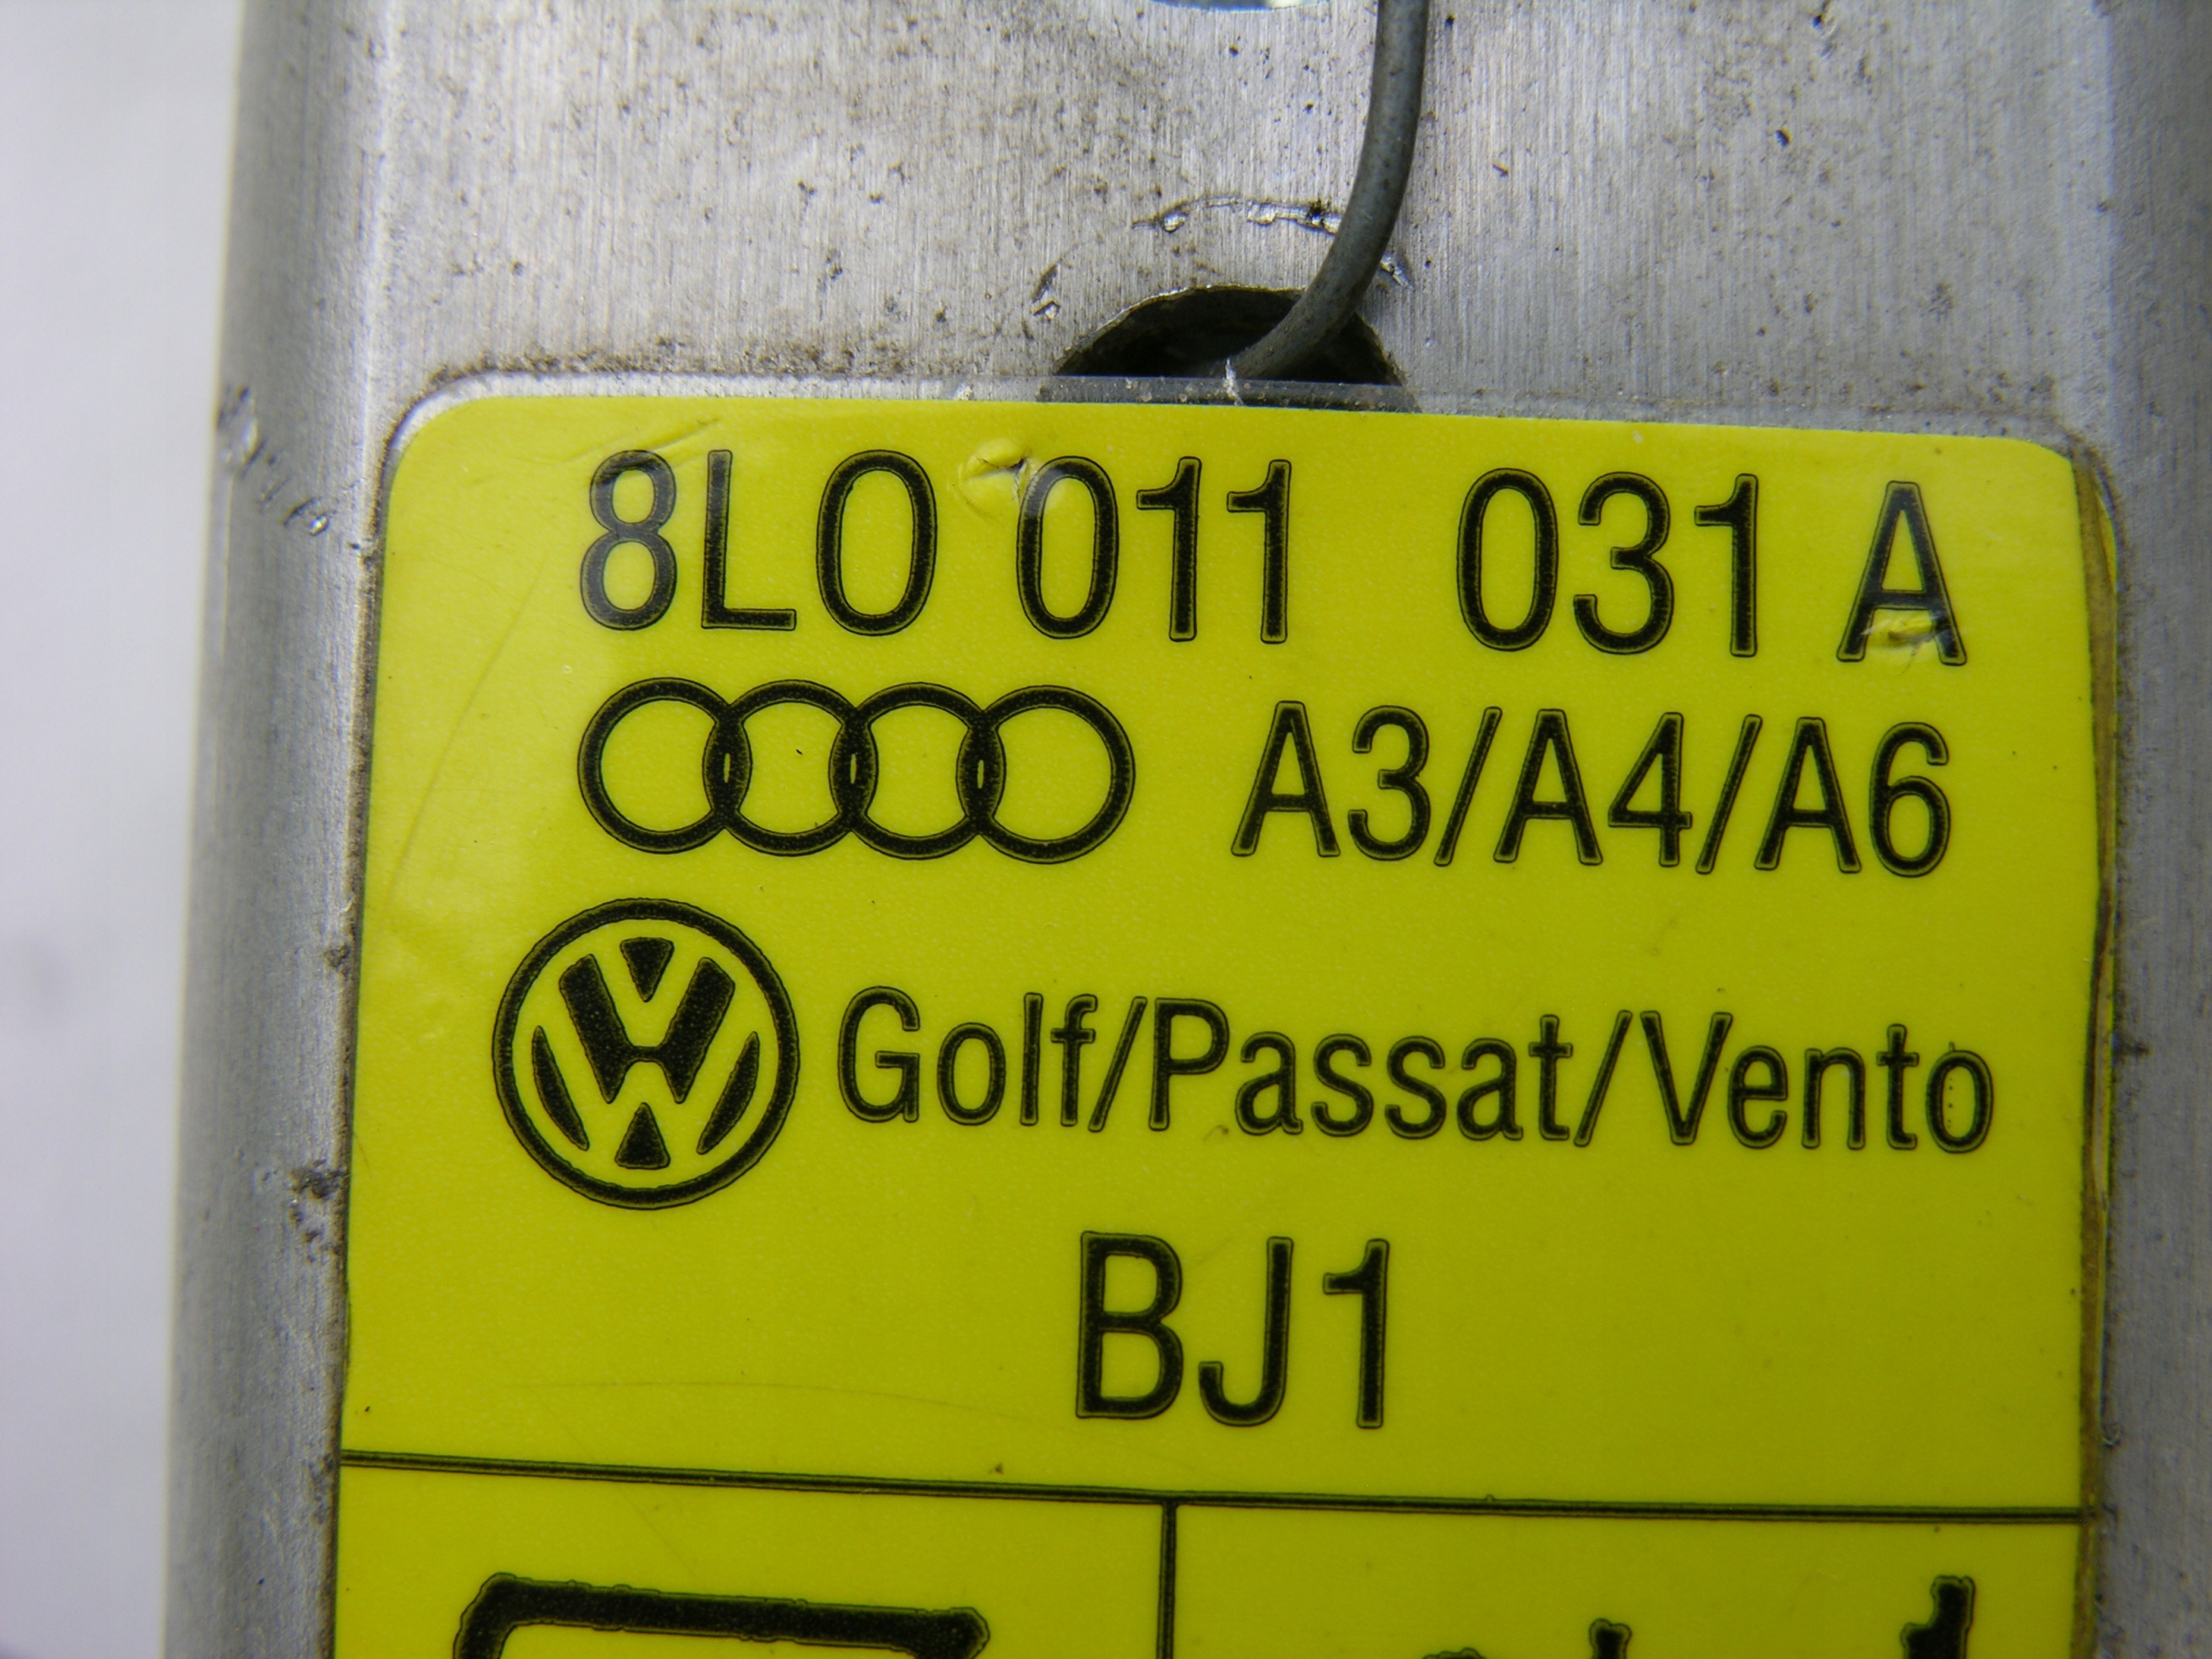 8L0 011 031 A
A3/A4/A6
Golf/Passat/Vento
BJ1